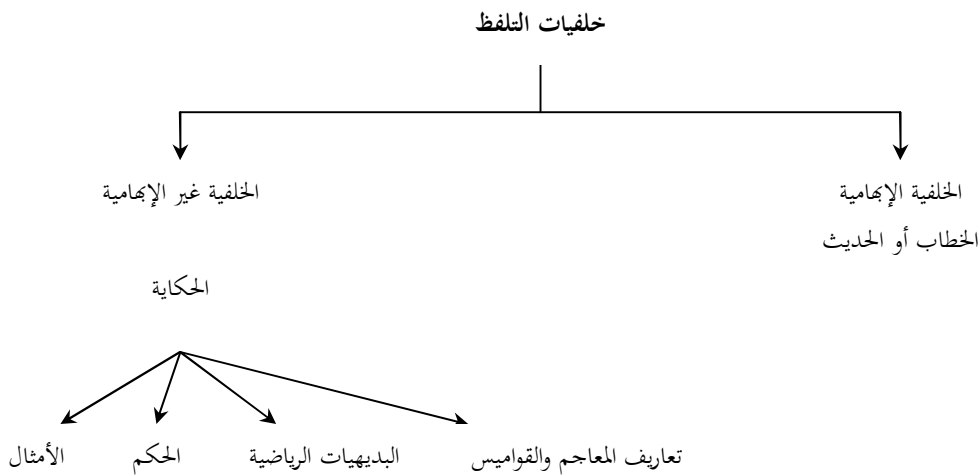 خلفيات التلفظ
الخلفية الإبهامية
الخلفية غير الإبهامية
الخطاب أو الحديث
الحكاية
تعاريف المعاجم والقواميس
البديهيات الرياضية
الحكم
الأمثال